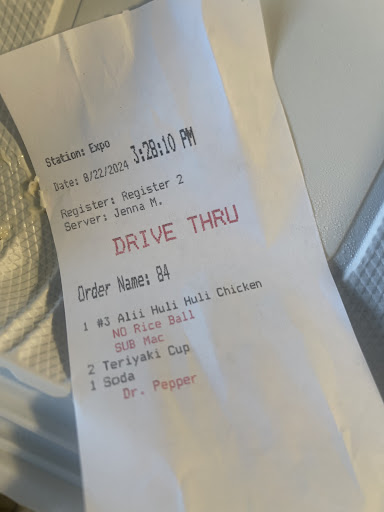 Station: Expo
Date: 8/22/2024 3:28:10 PM
Register: Register 2
Server: Jenna M.
DRIVE THRU
Order Name: 84
1 #3 Alii Huli Huli Chicken
NO Rice Ball
SUB Mac
2 Teriyaki Cup
1 Soda
Dr. Pepper